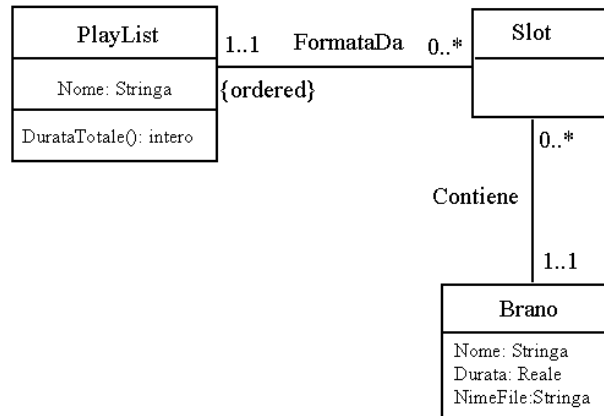 PlayList
1..1 FormataDa 0..*
Slot
Nome: Stringa
{ordered}
DurataTotale(): intero
0..*
Contiene
1..1
Brano
Nome: Stringa
Durata: Reale
NimeFile:Stringa